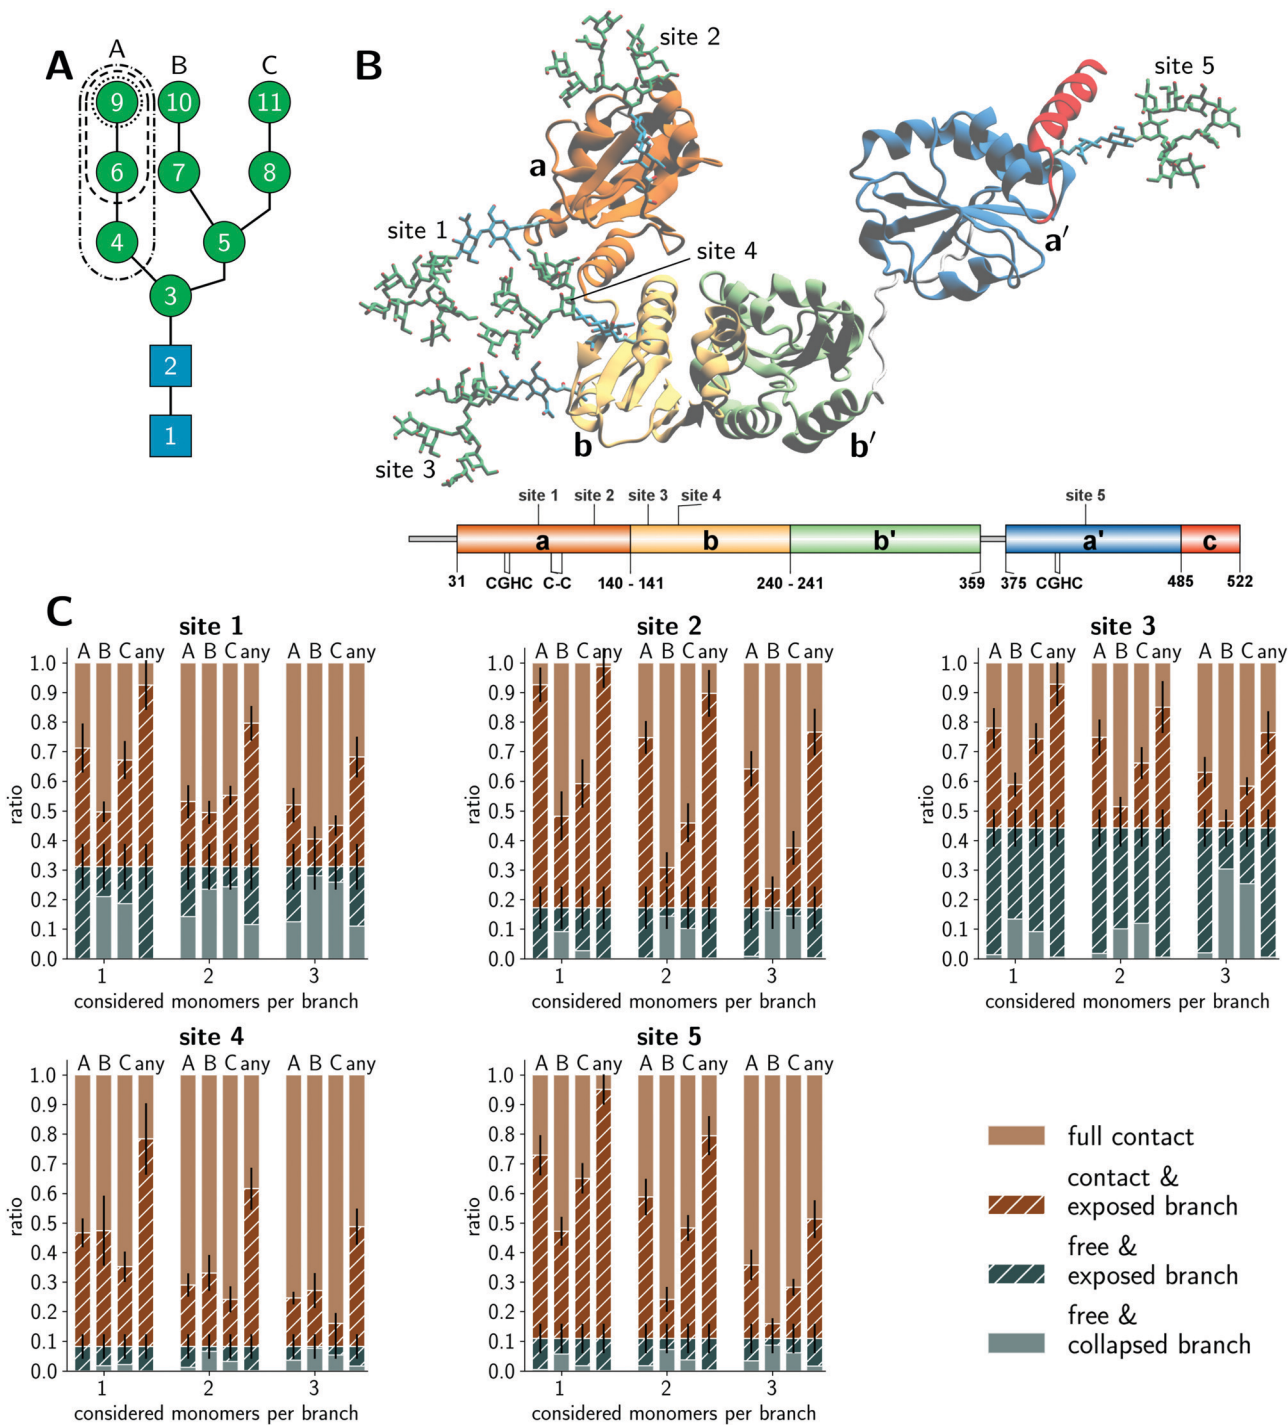 A
A
B
C
9
10
11
6
7
8
4
5
3
2
1
B
site 2
site 5
a
site 1
site 4
a′
site 3
b
b′
site 1
site 2
site 3
site 4
site 5
a
b
b'
a'
c
31
CGHC
C-C
140 - 141
240 - 241
359
375
CGHC
485
522
C
site 1
A B C any
A B C any
A B C any
1.0
0.9
0.8
0.7
0.6
0.5
0.4
0.3
0.2
0.1
0.0
ratio
1
2
3
considered monomers per branch
site 2
A B C any
A B C any
A B C any
1.0
0.9
0.8
0.7
0.6
0.5
0.4
0.3
0.2
0.1
0.0
ratio
1
2
3
considered monomers per branch
site 3
A B C any
A B C any
A B C any
1.0
0.9
0.8
0.7
0.6
0.5
0.4
0.3
0.2
0.1
0.0
ratio
1
2
3
considered monomers per branch
site 4
A B C any
A B C any
A B C any
1.0
0.9
0.8
0.7
0.6
0.5
0.4
0.3
0.2
0.1
0.0
ratio
1
2
3
considered monomers per branch
site 5
A B C any
A B C any
A B C any
1.0
0.9
0.8
0.7
0.6
0.5
0.4
0.3
0.2
0.1
0.0
ratio
1
2
3
considered monomers per branch
full contact
contact &
exposed branch
free &
exposed branch
free &
collapsed branch